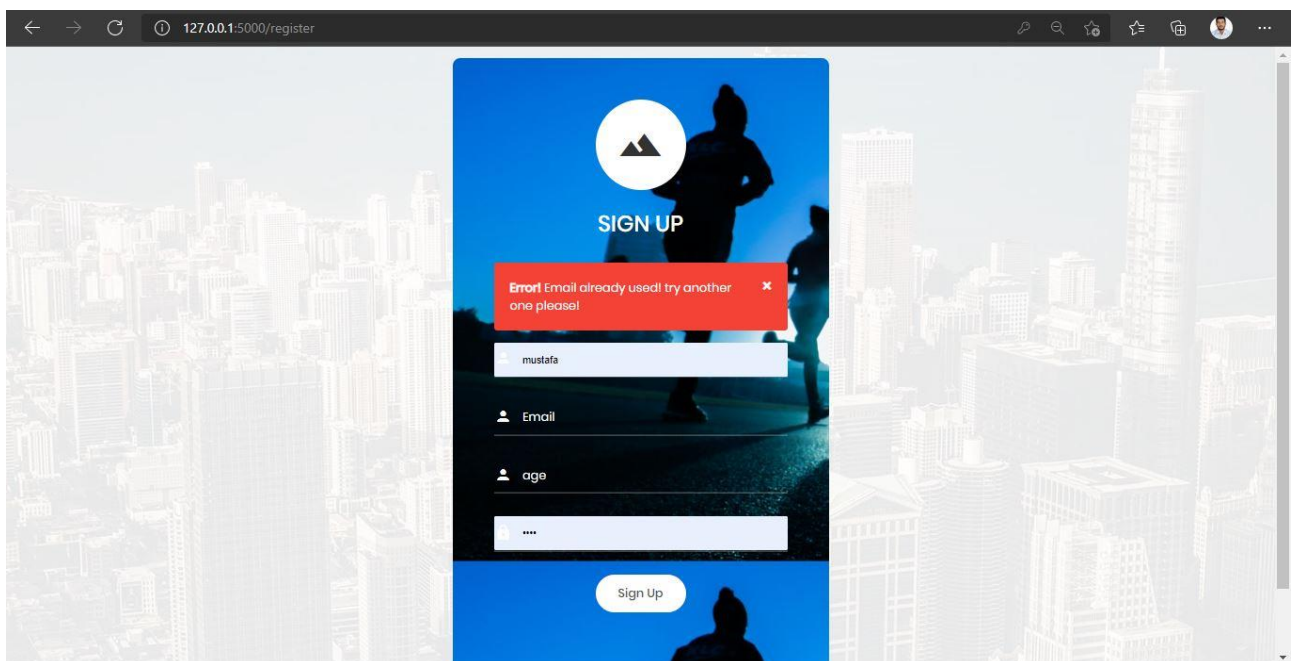 127.0.0.1:5000/register
SIGN UP
Error! Email already used! try another
one please!
mustafa
Email
age
••••
Sign Up